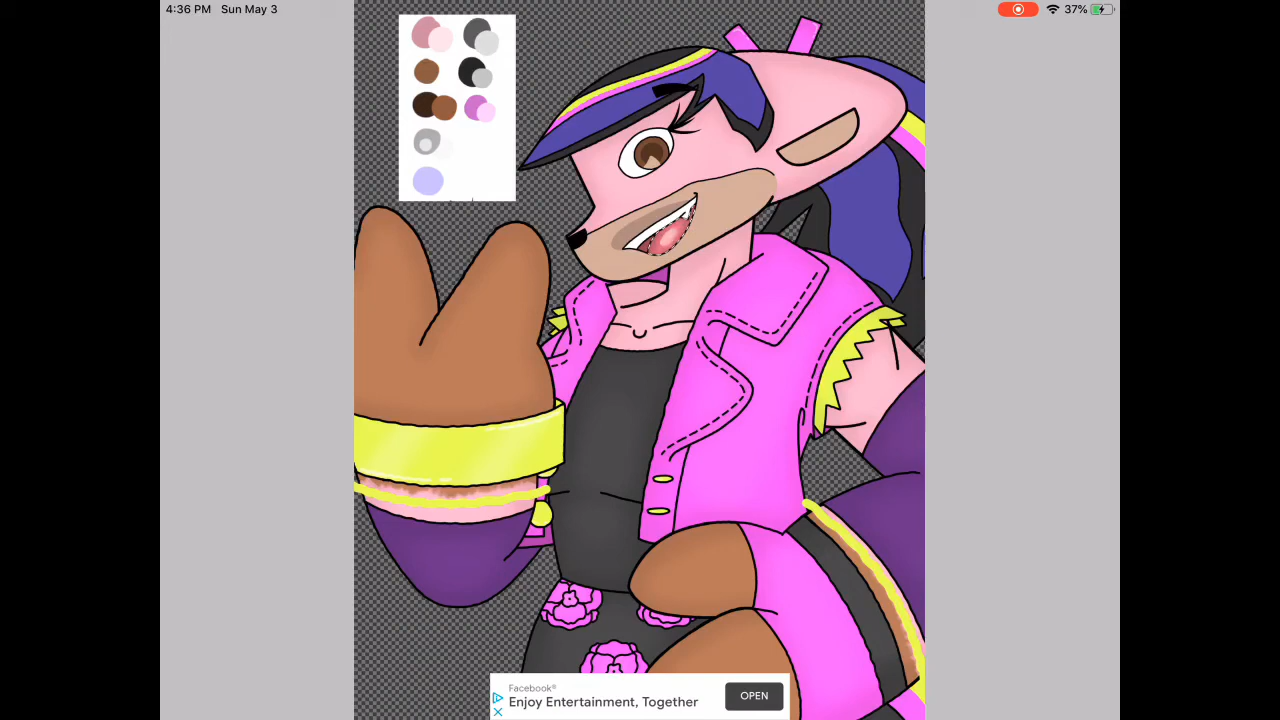 4:36 PM Sun May 3
37%
Facebook®
Enjoy Entertainment, Together
OPEN